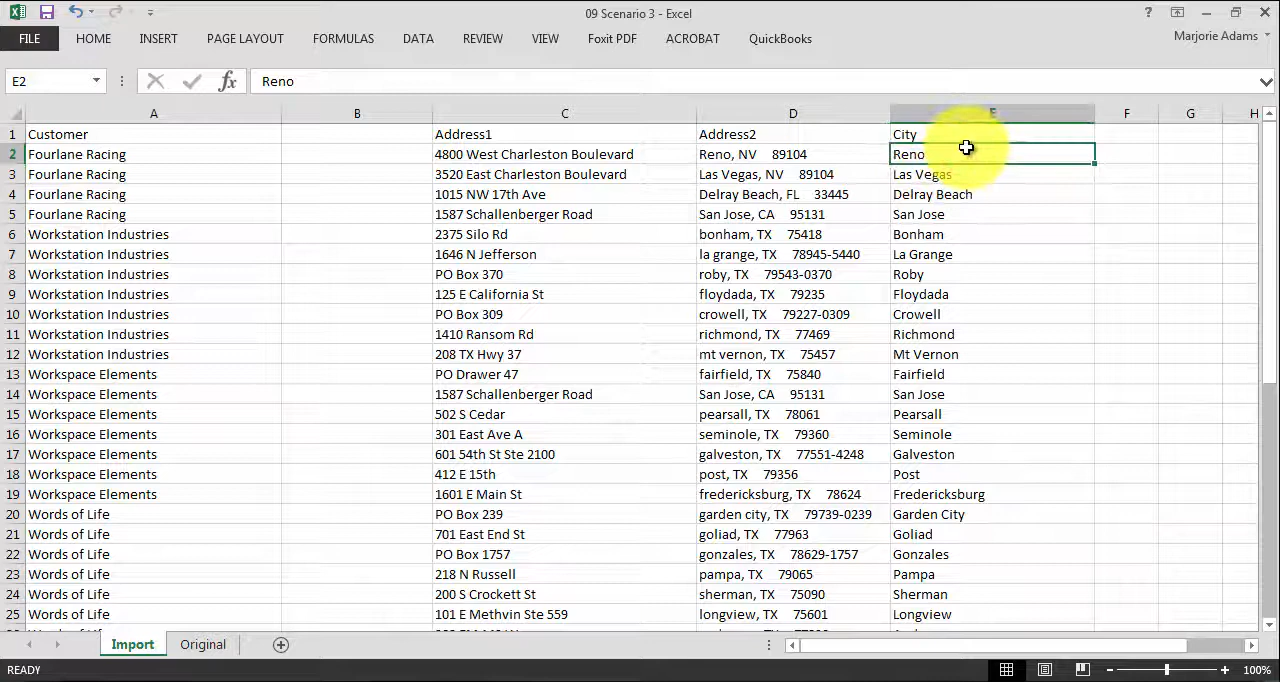 09 Scenario 3 - Excel
?
FILE HOME INSERT PAGE LAYOUT FORMULAS DATA REVIEW VIEW Foxit PDF ACROBAT QuickBooks Marjorie Adams
E2 fx Reno
A B C D E F G H
1 Customer Address1 Address2 City
2 Fourlane Racing 4800 West Charleston Boulevard Reno, NV 89104 Reno
3 Fourlane Racing 3520 East Charleston Boulevard Las Vegas, NV 89104 Las Vegas
4 Fourlane Racing 1015 NW 17th Ave Delray Beach, FL 33445 Delray Beach
5 Fourlane Racing 1587 Schallenberger Road San Jose, CA 95131 San Jose
6 Workstation Industries 2375 Silo Rd bonham, TX 75418 Bonham
7 Workstation Industries 1646 N Jefferson la grange, TX 78945-5440 La Grange
8 Workstation Industries PO Box 370 roby, TX 79543-0370 Roby
9 Workstation Industries 125 E California St floydada, TX 79235 Floydada
10 Workstation Industries PO Box 309 crowell, TX 79227-0309 Crowell
11 Workstation Industries 1410 Ransom Rd richmond, TX 77469 Richmond
12 Workstation Industries 208 TX Hwy 37 mt vernon, TX 75457 Mt Vernon
13 Workspace Elements PO Drawer 47 fairfield, TX 75840 Fairfield
14 Workspace Elements 1587 Schallenberger Road San Jose, CA 95131 San Jose
15 Workspace Elements 502 S Cedar pearsall, TX 78061 Pearsall
16 Workspace Elements 301 East Ave A seminole, TX 79360 Seminole
17 Workspace Elements 601 54th St Ste 2100 galveston, TX 77551-4248 Galveston
18 Workspace Elements 412 E 15th post, TX 79356 Post
19 Workspace Elements 1601 E Main St fredericksburg, TX 78624 Fredericksburg
20 Words of Life PO Box 239 garden city, TX 79739-0239 Garden City
21 Words of Life 701 East End St goliad, TX 77963 Goliad
22 Words of Life PO Box 1757 gonzales, TX 78629-1757 Gonzales
23 Words of Life 218 N Russell pampa, TX 79065 Pampa
24 Words of Life 200 S Crockett St sherman, TX 75090 Sherman
25 Words of Life 101 E Methvin Ste 559 longview, TX 75601 Longview
Import Original
READY 100%